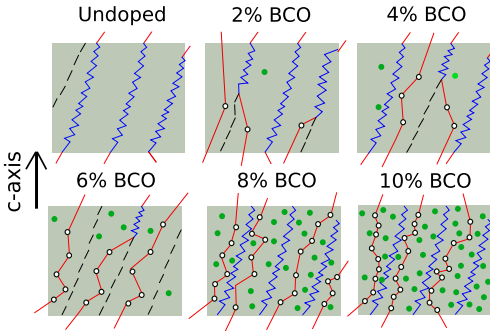 Undoped
2% BCO
4% BCO
c-axis
6% BCO
8% BCO
10% BCO